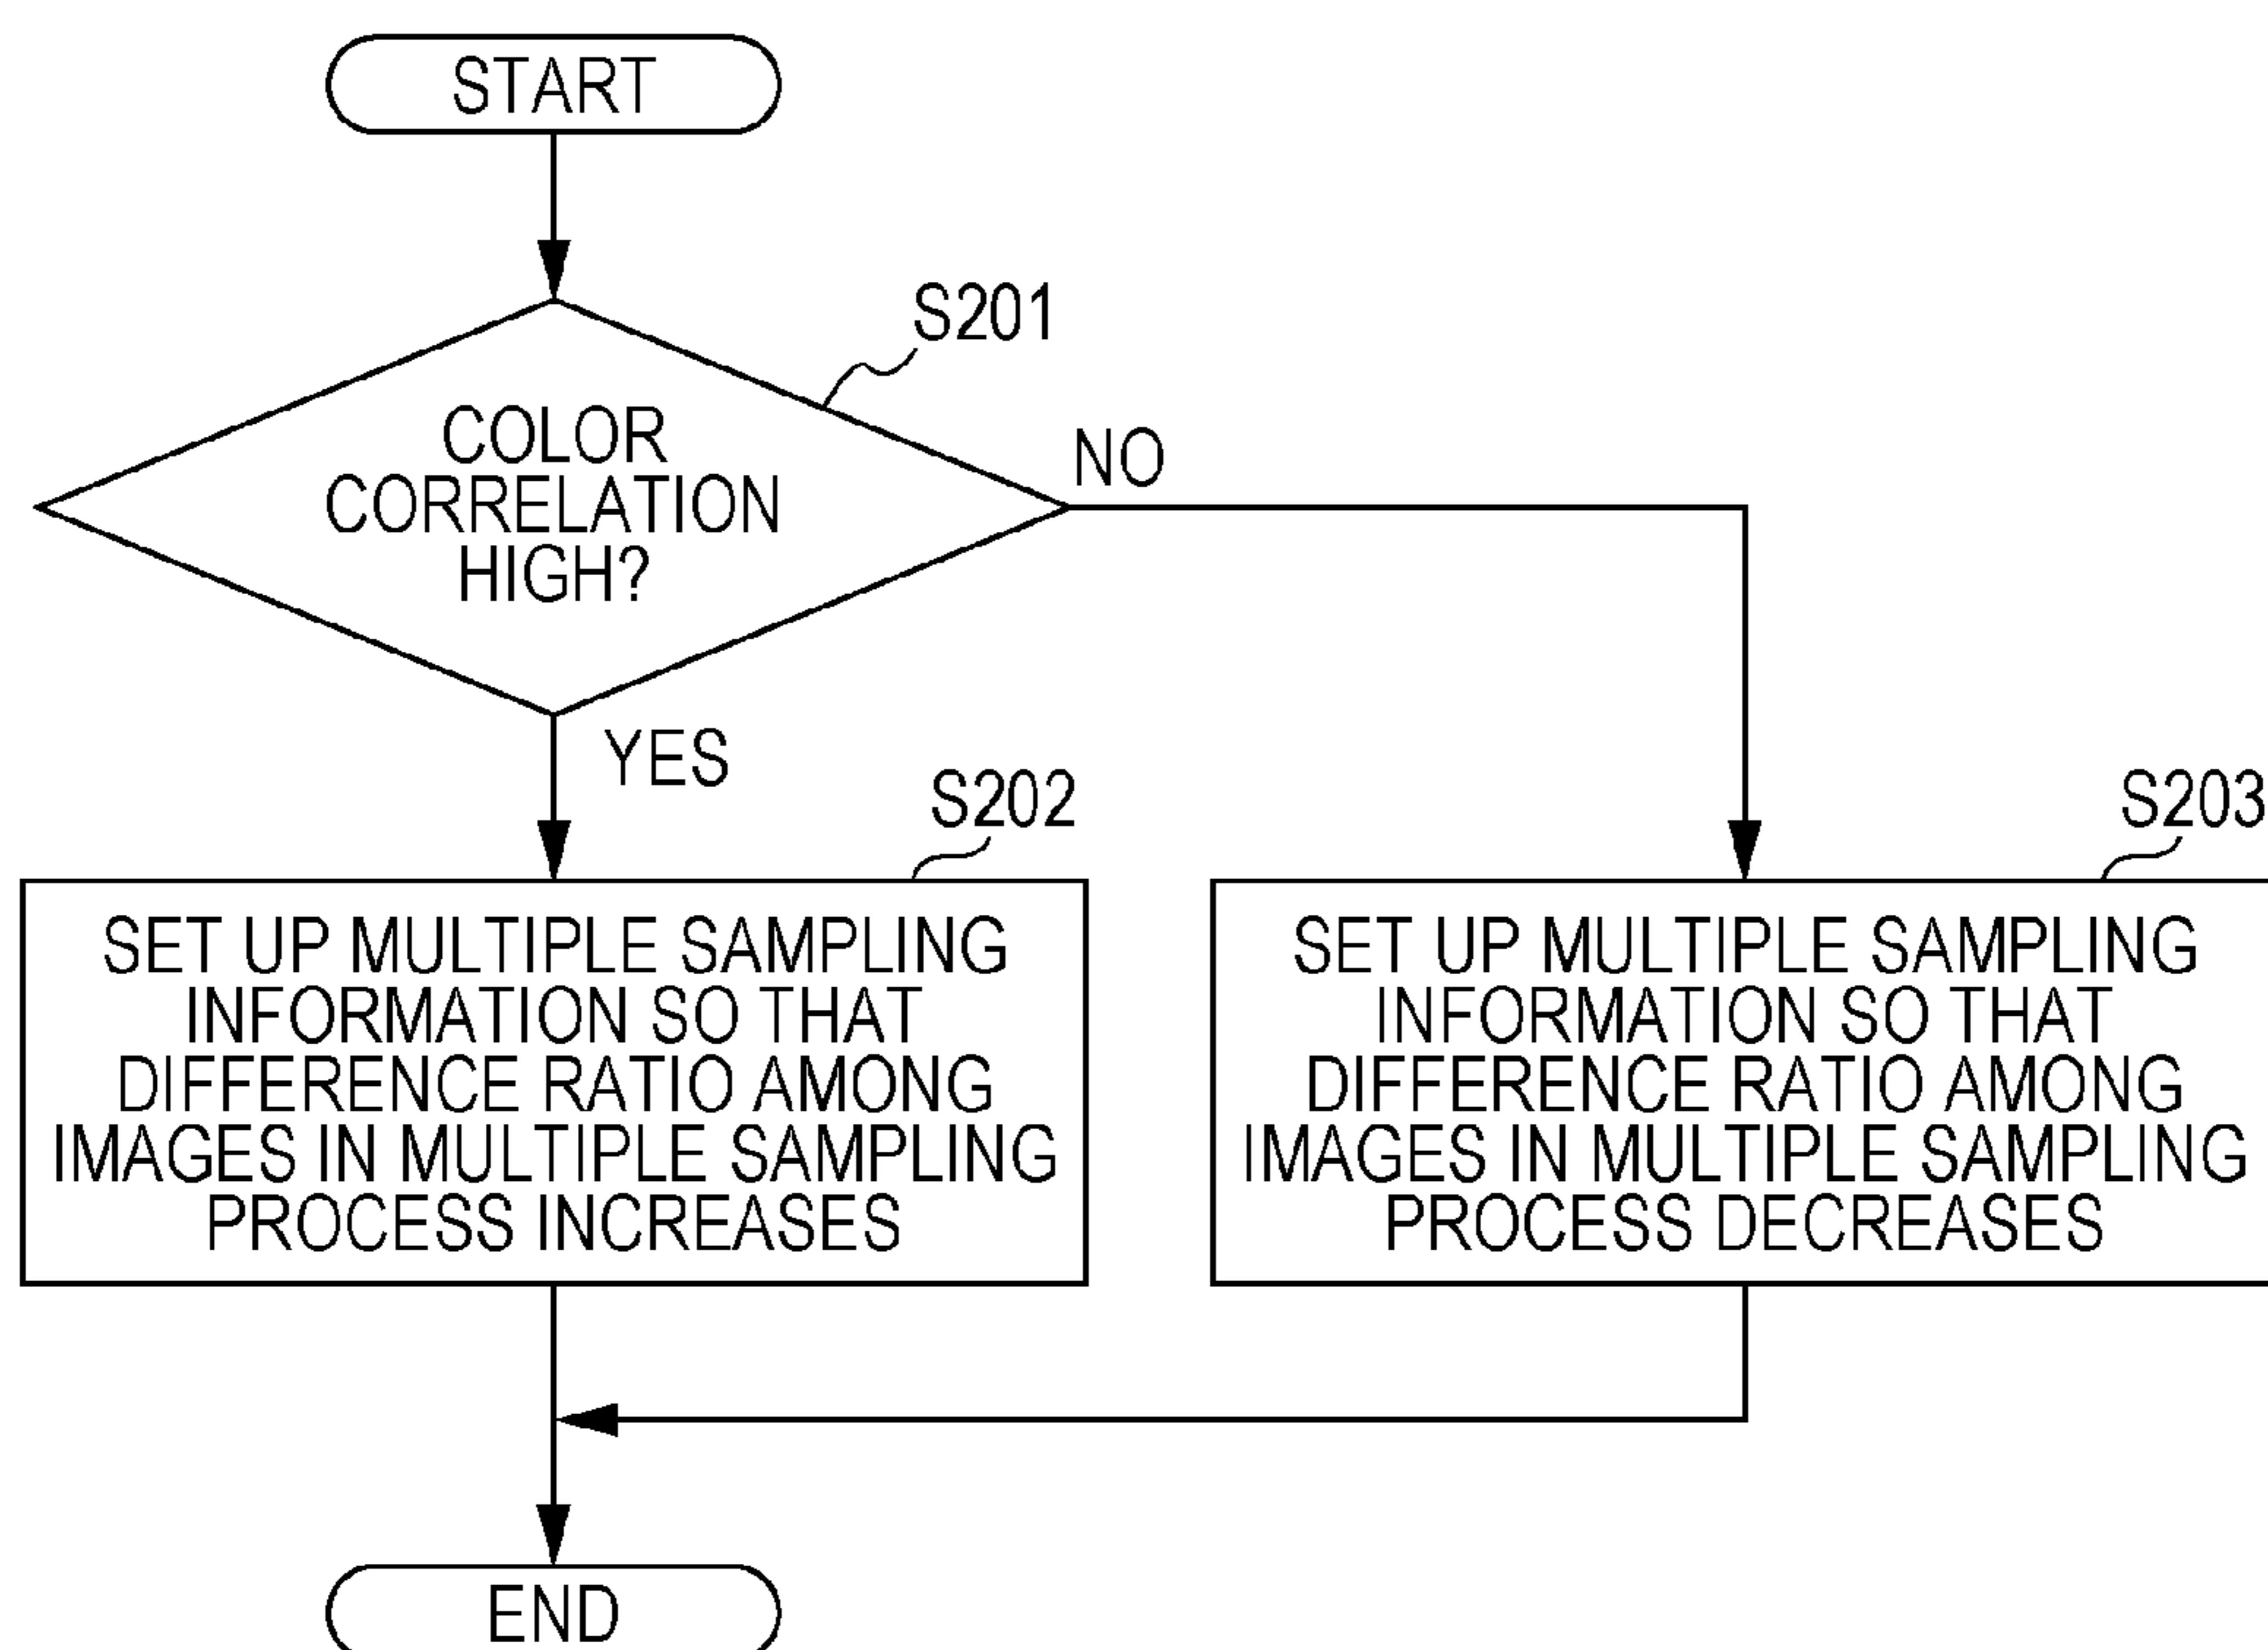 START
S201
COLOR
CORRELATION
HIGH?
NO
YES
S202
SET UP MULTIPLE SAMPLING
INFORMATION SO THAT
DIFFERENCE RATIO AMONG
IMAGES IN MULTIPLE SAMPLING
PROCESS INCREASES
S203
SET UP MULTIPLE SAMPLING
INFORMATION SO THAT
DIFFERENCE RATIO AMONG
IMAGES IN MULTIPLE SAMPLING
PROCESS DECREASES
END